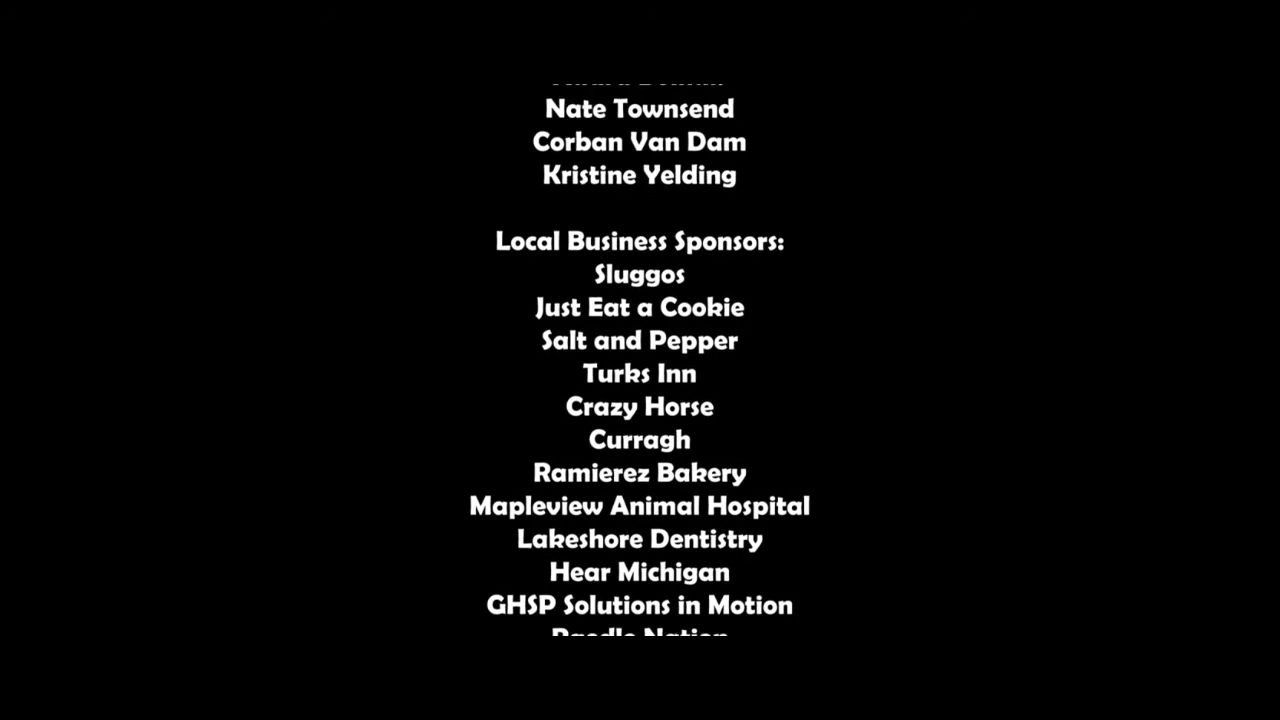 Nate Townsend
Corban Van Dam
Kristine Yelding
Local Business Sponsors:
Sluggos
Just Eat a Cookie
Salt and Pepper
Turks Inn
Crazy Horse
Curragh
Ramierez Bakery
Mapleview Animal Hospital
Lakeshore Dentistry
Hear Michigan
GHSP Solutions in Motion
Nation